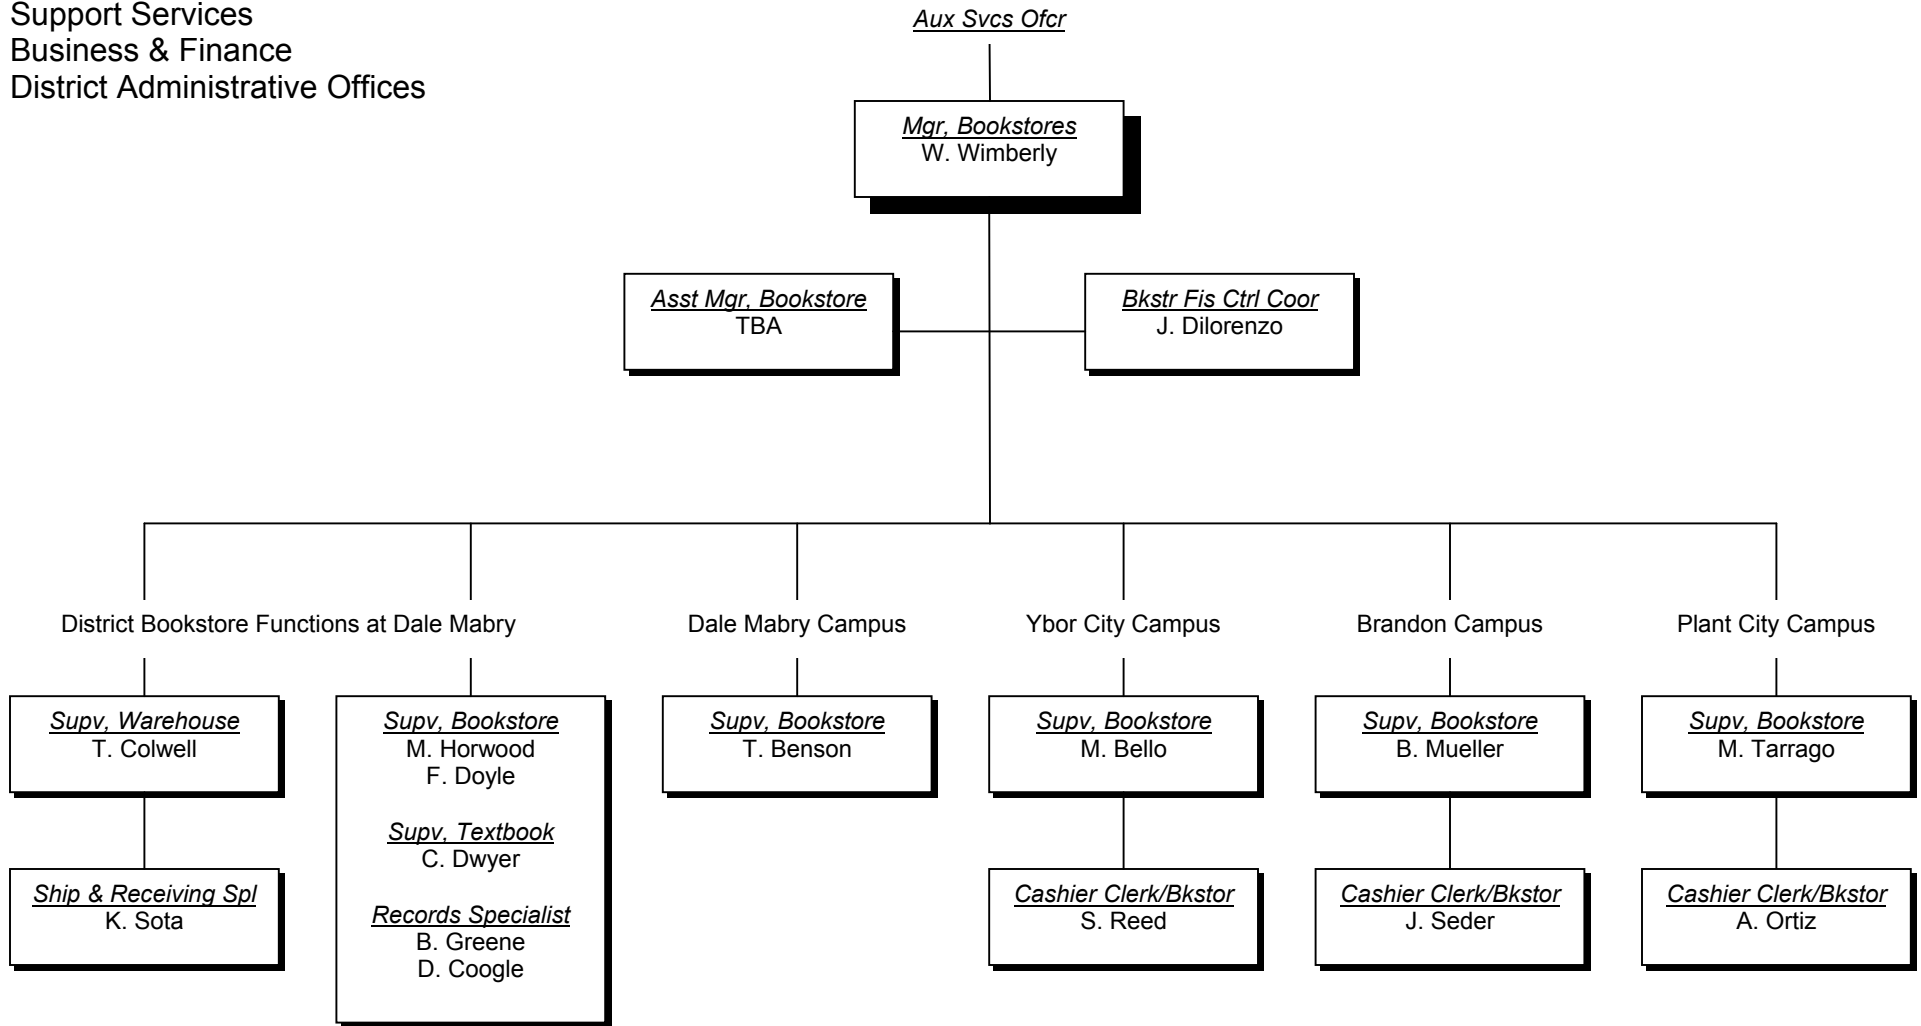 Support Services
Business & Finance
District Administrative Offices
Aux Svcs Ofcr
Mgr, Bookstores
W. Wimberly
Asst Mgr, Bookstore
TBA
Bkstr Fis Ctrl Coor
J. Dilorenzo
District Bookstore Functions at Dale Mabry
Dale Mabry Campus
Ybor City Campus
Brandon Campus
Plant City Campus
Supv, Warehouse
T. Colwell
Supv, Bookstore
M. Horwood
F. Doyle
Supv, Textbook
C. Dwyer
Records Specialist
B. Greene
D. Coogle
Supv, Bookstore
T. Benson
Supv, Bookstore
M. Bello
Supv, Bookstore
B. Mueller
Supv, Bookstore
M. Tarrago
Ship & Receiving Spl
K. Sota
Cashier Clerk/Bkstor
S. Reed
Cashier Clerk/Bkstor
J. Seder
Cashier Clerk/Bkstor
A. Ortiz